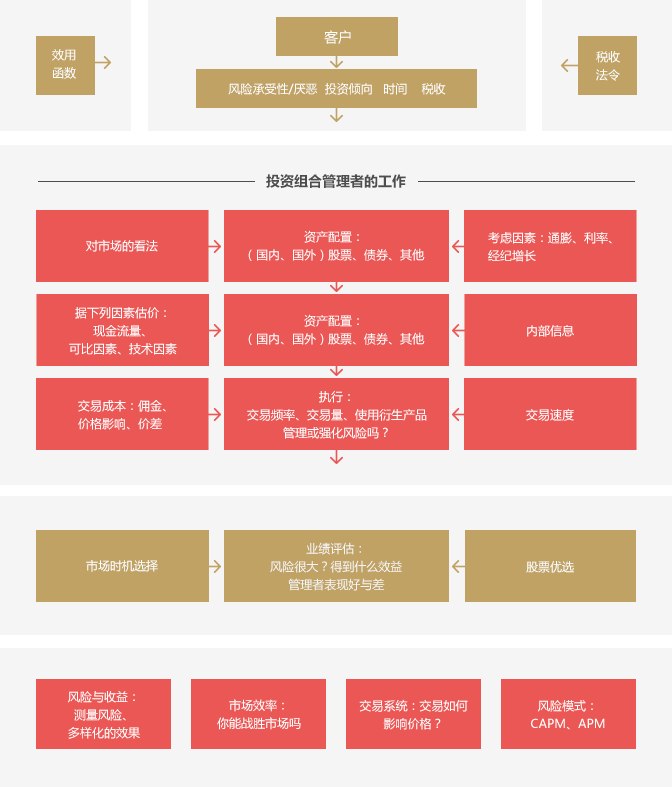 效用
函数
客户
风险承受性/厌恶 投资倾向 时间 税收
税收
法令
投资组合管理者的工作
对市场的看法
资产配置：
（国内、国外）股票、债券、其他
考虑因素：通膨、利率、
经纪增长
据下列因素估价：
现金流量、
可比因素、技术因素
资产配置：
（国内、国外）股票、债券、其他
内部信息
交易成本：佣金、
价格影响、价差
执行：
交易频率、交易量、使用衍生产品
管理或强化风险吗？
交易速度
市场时机选择
业绩评估：
风险很大？得到什么效益
管理者表现好与差
股票优选
风险与收益：
测量风险、
多样化的效果
市场效率：
你能战胜市场吗
交易系统：交易如何
影响价格？
风险模式：
CAPM、APM